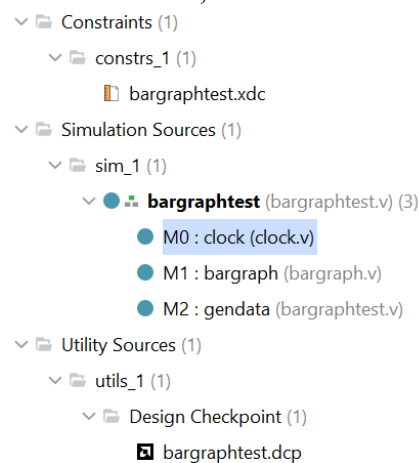 Constraints (1)
constrs_1 (1)
bargraphtest.xdc
Simulation Sources (1)
sim_1 (1)
bargraphtest (bargraphtest.v) (3)
M0 : clock (clock.v)
M1 : bargraph (bargraph.v)
M2 : gendata (bargraphtest.v)
Utility Sources (1)
utils_1 (1)
Design Checkpoint (1)
bargraphtest.dcp